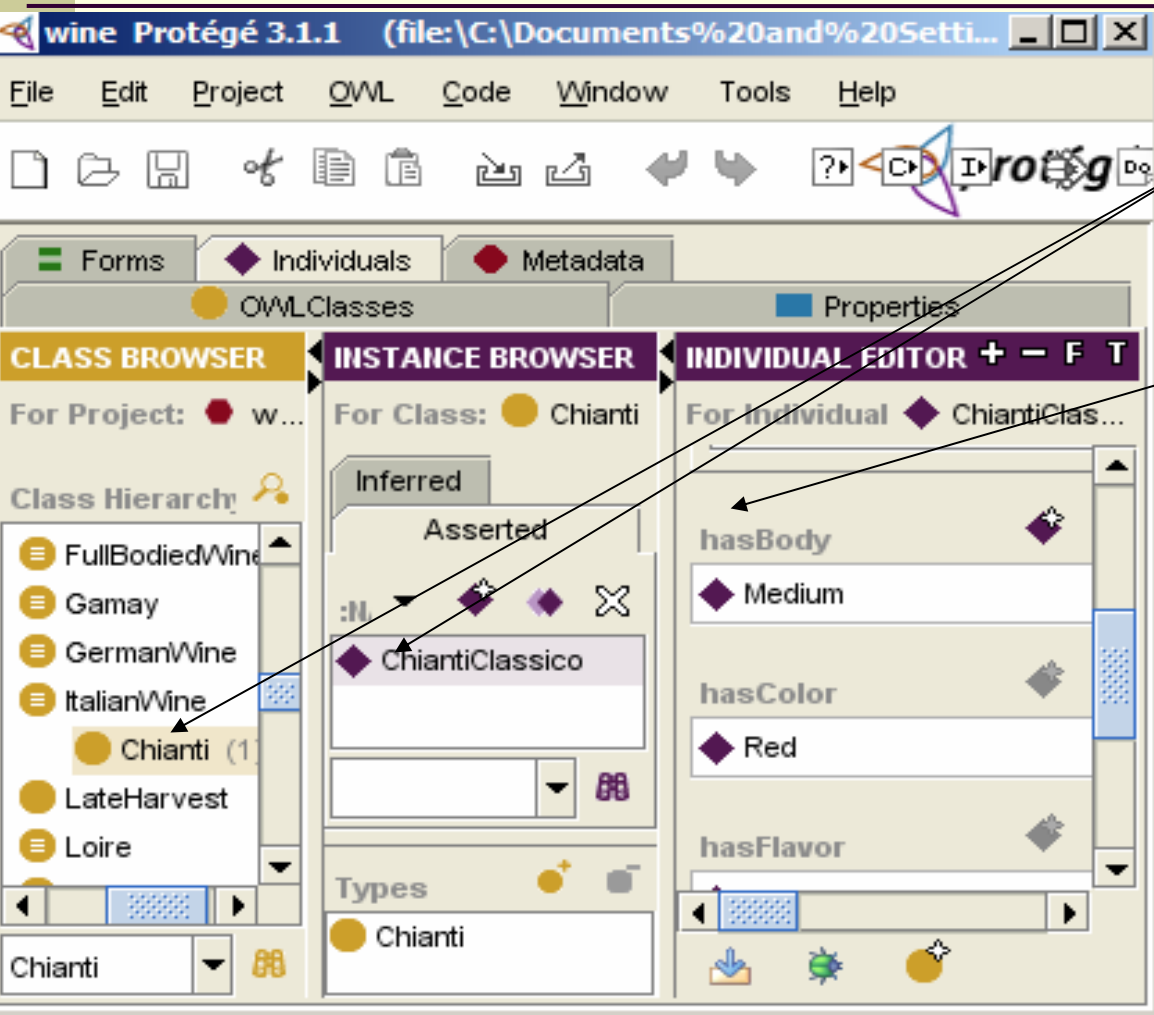 wine Protégé 3.1.1 (file:\C:\Documents%20and%20Setti...
File Edit Project OWL Code Window Tools Help
?▸ C▸ I▸ rotég Do
Forms Individuals Metadata
OWLClasses Properties
CLASS BROWSER
For Project: w...
Class Hierarchy
FullBodiedWine
Gamay
GermanWine
ItalianWine
Chianti (1)
LateHarvest
Loire
Chianti
INSTANCE BROWSER
For Class: Chianti
Inferred
Asserted
:N.
ChiantiClassico
Types
Chianti
INDIVIDUAL EDITOR + − F T
For Individual ChiantiClas...
hasBody
Medium
hasColor
Red
hasFlavor